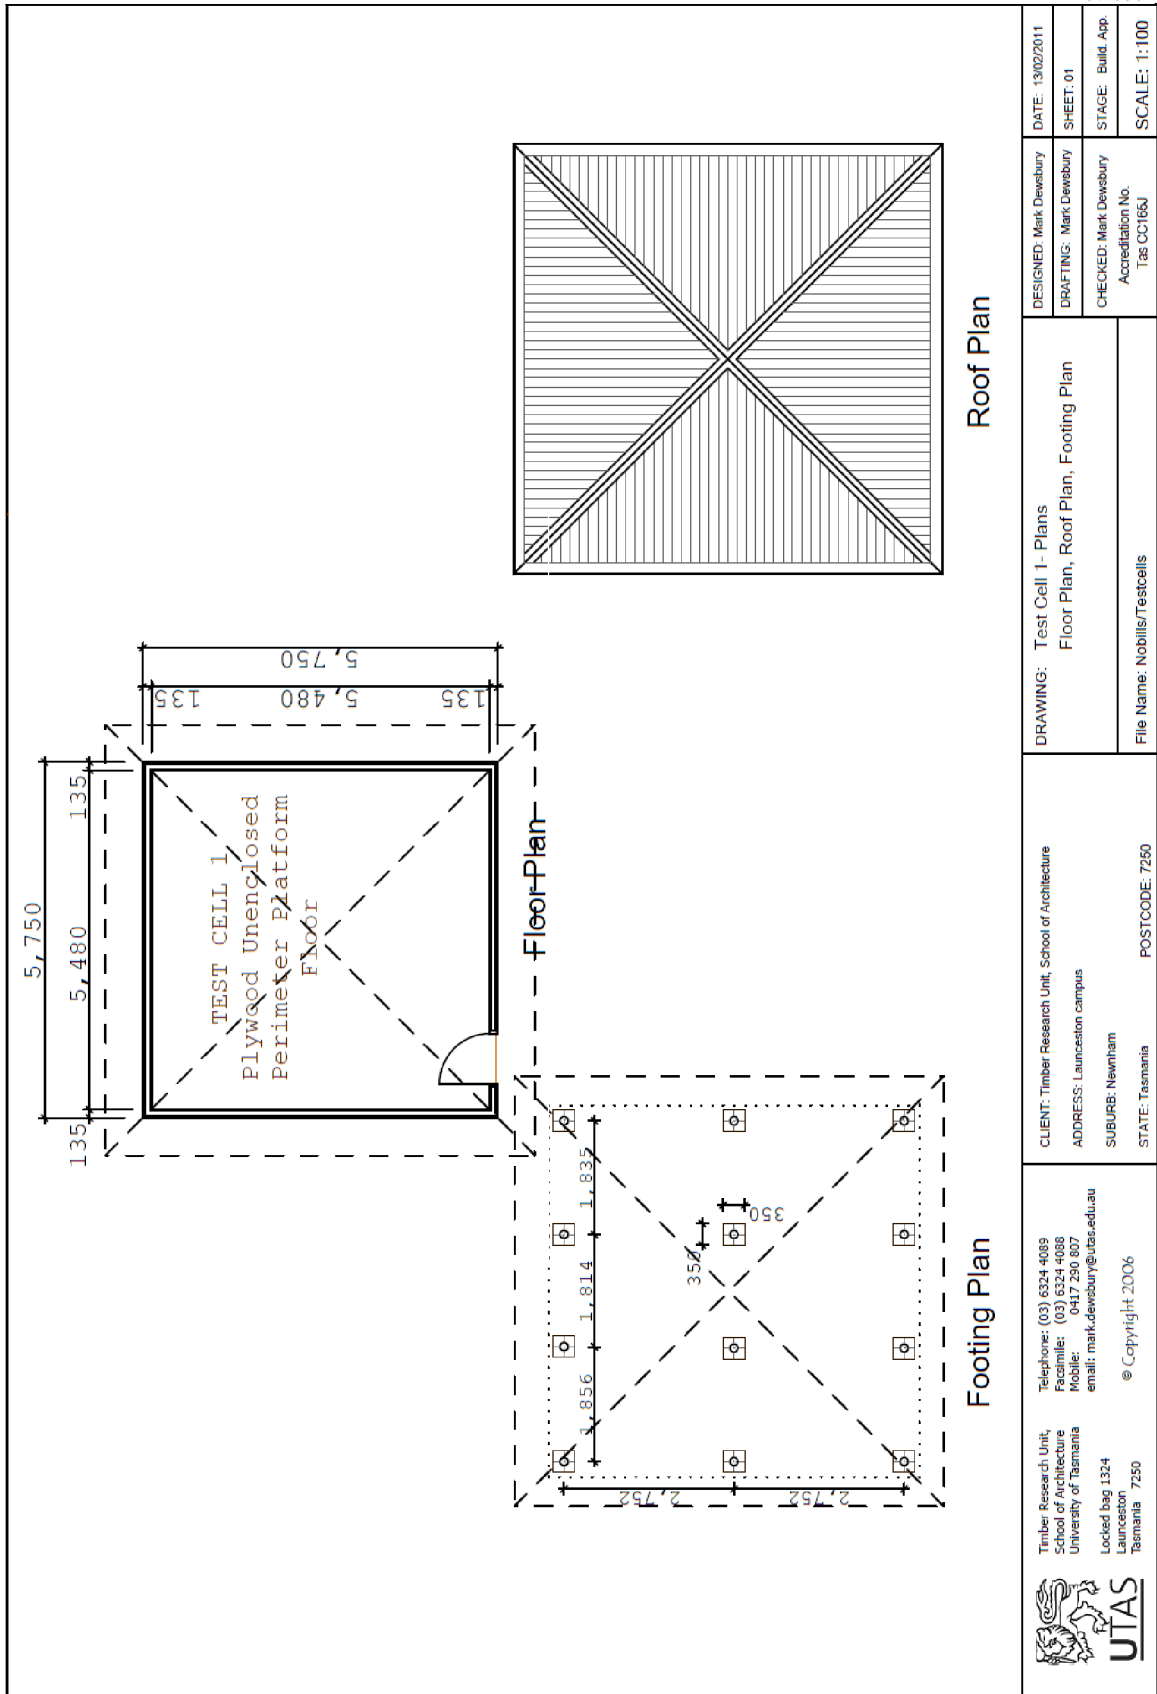 5,750
135
5,480
135
5,750
135
5,480
135
TEST CELL 1
Plywood Unenclosed
Perimeter Platform
Floor
Floor Plan
1,856
1,814
1,835
350
350
2,752
2,752
Footing Plan
Roof Plan
UTAS
Timber Research Unit,
School of Architecture
University of Tasmania
Locked bag 1324
Launceston
Tasmania 7250
Telephone: (03) 6324 4089
Facsimile: (03) 6324 4088
Mobile: 0417 290 807
email: mark.dewsbury@utas.edu.au
© Copyright 2006
CLIENT: Timber Research Unit, School of Architecture
ADDRESS: Launceston campus
SUBURB: Newnham
STATE: Tasmania POSTCODE: 7250
DRAWING: Test Cell 1- Plans
Floor Plan, Roof Plan, Footing Plan
File Name: Nobills/Testcells
DESIGNED: Mark Dewsbury
DRAFTING: Mark Dewsbury
CHECKED: Mark Dewsbury
Accreditation No.
Tas CC165J
DATE: 13/02/2011
SHEET: 01
STAGE: Build. App.
SCALE: 1:100